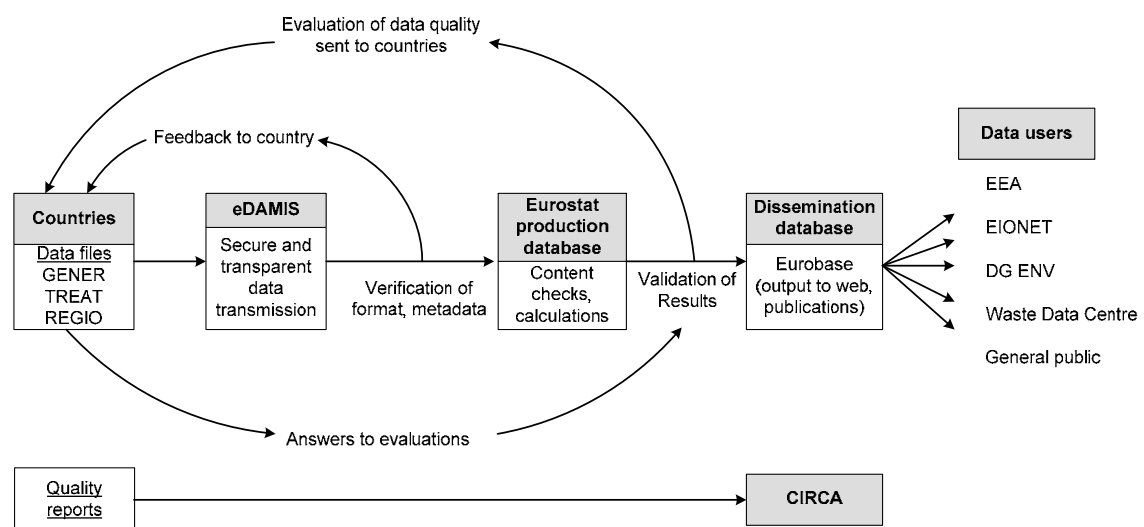 Evaluation of data quality
sent to countries
Feedback to country
Countries
Data files
GENER
TREAT
REGIO
eDAMIS
Secure and
transparent
data
transmission
Verification of
format, metadata
Eurostat
production
database
Content
checks,
calculations
Validation of
Results
Dissemination
database
Eurobase
(output to web,
publications)
Data users
EEA
EIONET
DG ENV
Waste Data Centre
General public
Answers to evaluations
Quality
reports
CIRCA